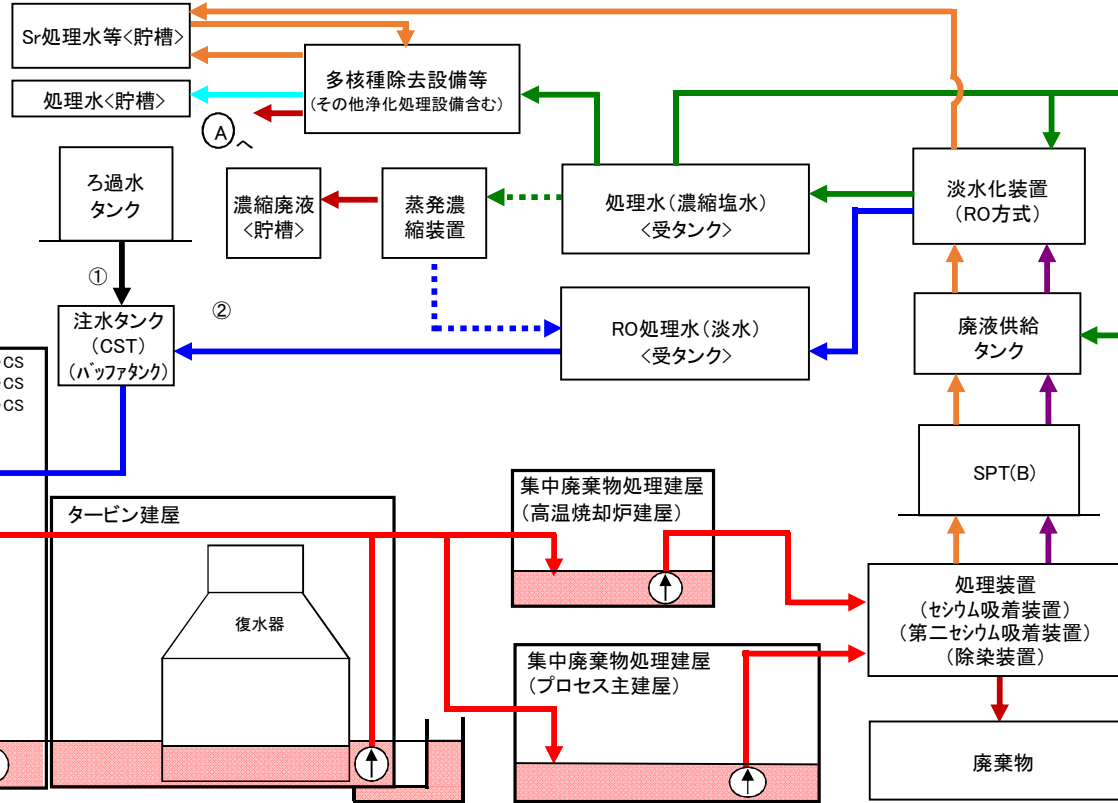 Sr処理水等<貯槽>
処理水<貯槽>
多核種除去設備等
(その他浄化処理設備含む)
Aへ
ろ過水
タンク
濃縮廃液
<貯槽>
蒸発濃
縮装置
処理水(濃縮塩水)
<受タンク>
淡水化装置
(RO方式)
①
②
注水タンク
(CST)
(ﾊﾞｯﾌｧタンク)
RO処理水(淡水)
<受タンク>
廃液供給
タンク
CS
CS
CS
SPT(B)
タービン建屋
復水器
集中廃棄物処理建屋
(高温焼却炉建屋)
集中廃棄物処理建屋
(プロセス主建屋)
処理装置
(ｾｼｳﾑ吸着装置)
(第二ｾｼｳﾑ吸着装置)
(除染装置)
廃棄物